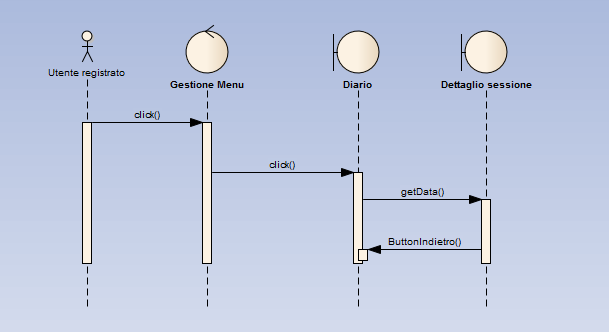 Utente registrato
Gestione Menu
Diario
Dettaglio sessione
click()
click()
getData()
ButtonIndietro()